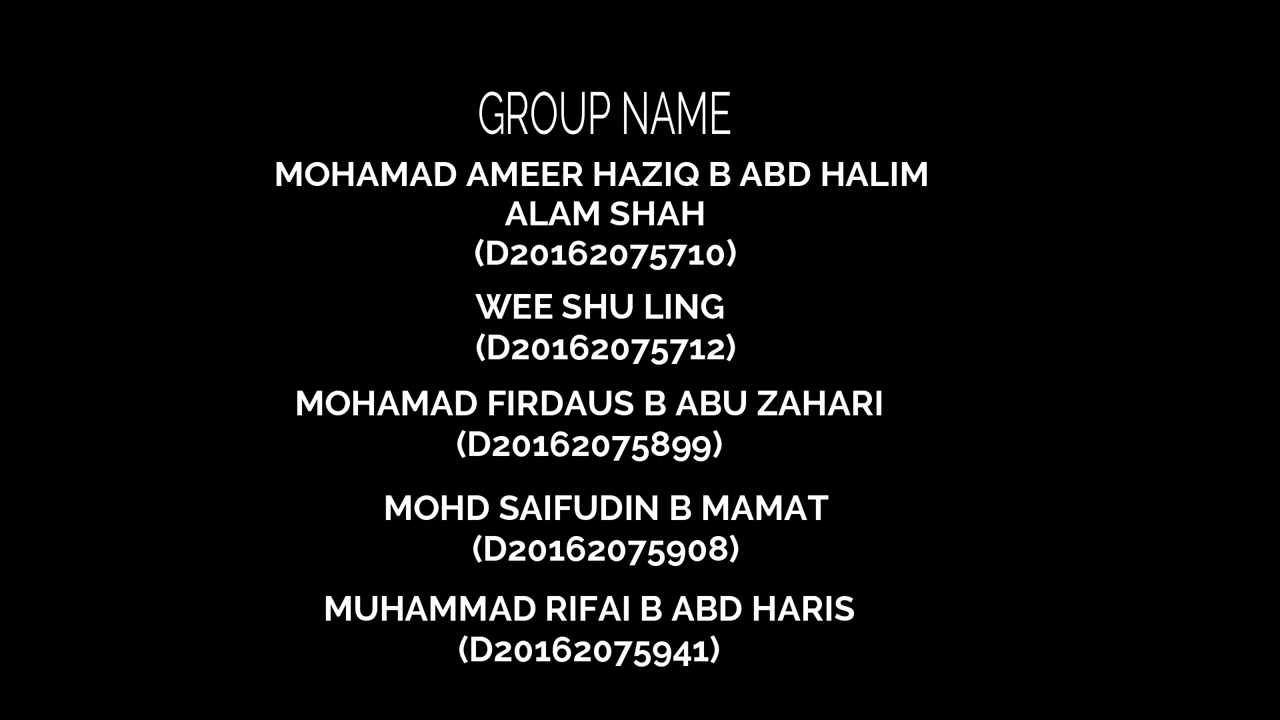 GROUP NAME
MOHAMAD AMEER HAZIQ B ABD HALIM
ALAM SHAH
(D20162075710)
WEE SHU LING
(D20162075712)
MOHAMAD FIRDAUS B ABU ZAHARI
(D20162075899)
MOHD SAIFUDIN B MAMAT
(D20162075908)
MUHAMMAD RIFAI B ABD HARIS
(D20162075941)